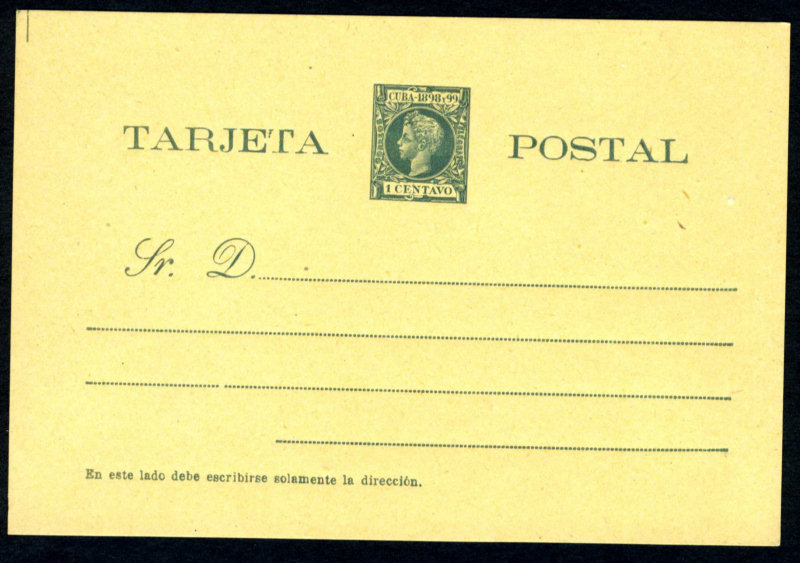 CUBA-1898 Y 99
TARJETA POSTAL
1 CENTAVO
Sr. D.
En este lado debe escribirse solamente la dirección.